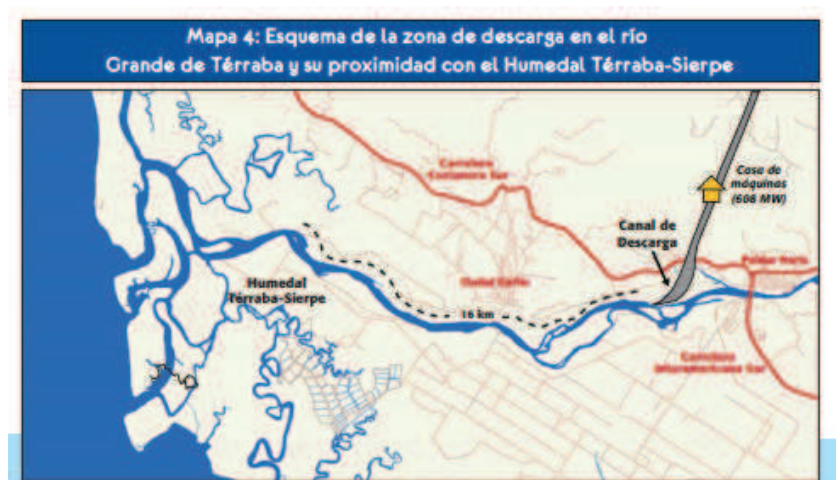 Mapa 4: Esquema de la zona de descarga en el río
Grande de Térraba y su proximidad con el Humedal Térraba-Sierpe
Carretera
Costanera Sur
Casa de
máquinas
(606 MW)
Canal de
Descarga
Palmar Norte
Humedal
Térraba-Sierpe
Ciudad Cortés
16 km
Carretera
Interamericana Sur